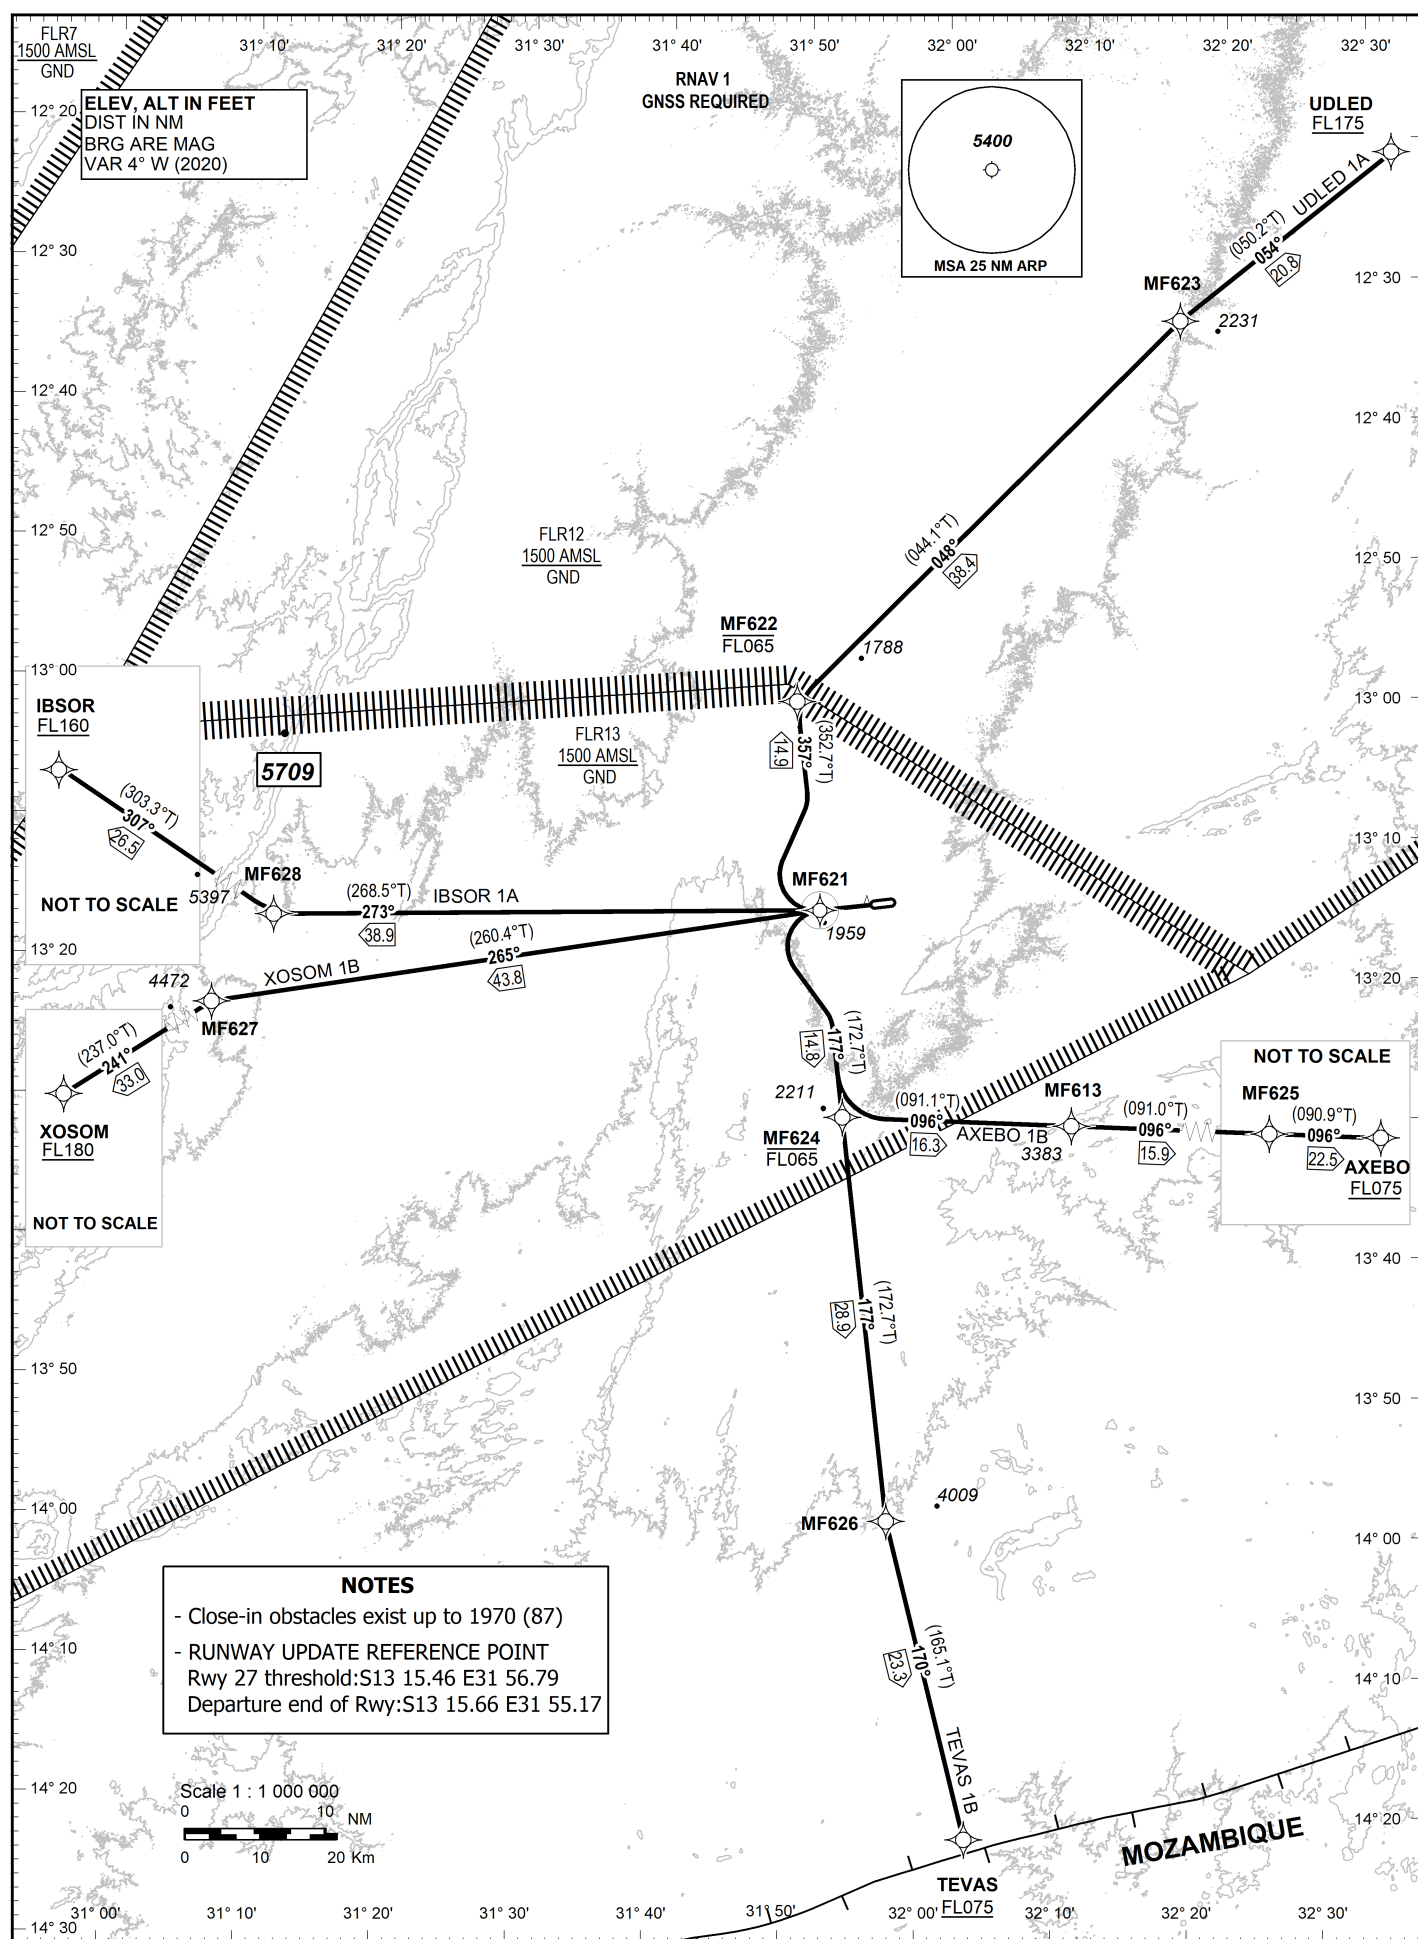 FLR7
1500 AMSL
GND
31° 10'
31° 20'
31° 30'
31° 40'
31° 50'
32° 00'
32° 10'
32° 20'
32° 30'
RNAV 1
GNSS REQUIRED
ELEV, ALT IN FEET
DIST IN NM
BRG ARE MAG
VAR 4° W (2020)
5400
MSA 25 NM ARP
UDLED
FL175
UDLED 1A
(050.2°T)
054°
20.8
12° 20'
12° 30'
12° 40'
12° 50'
13° 00'
13° 20'
13° 50'
14° 00'
14° 10'
14° 20'
14° 30'
12° 30'
12° 40'
12° 50'
13° 00'
13° 10'
13° 20'
13° 40'
13° 50'
14° 00'
14° 10'
14° 20'
MF623
2231
(044.1°T)
048°
38.4
FLR12
1500 AMSL
GND
MF622
FL065
1788
IBSOR
FL160
(303.3°T)
307°
26.5
5397
NOT TO SCALE
5709
FLR13
1500 AMSL
GND
14.9
357°
(352.7°T)
MF628
(268.5°T)
273°
38.9
IBSOR 1A
MF621
1959
(260.4°T)
265°
43.8
XOSOM 1B
4472
MF627
(237.0°T)
241°
33.0
XOSOM
FL180
NOT TO SCALE
14.8
177°
(172.7°T)
2211
MF624
FL065
(091.1°T)
096°
16.3
AXEBO 1B
MF613
3383
(091.0°T)
096°
15.9
NOT TO SCALE
MF625
(090.9°T)
096°
22.5
AXEBO
FL075
28.9
177°
(172.7°T)
MF626
4009
23.3
170°
(165.1°T)
TEVAS 1B
TEVAS
FL075
MOZAMBIQUE
NOTES
- Close-in obstacles exist up to 1970 (87)
- RUNWAY UPDATE REFERENCE POINT
Rwy 27 threshold:S13 15.46 E31 56.79
Departure end of Rwy:S13 15.66 E31 55.17
Scale 1 : 1 000 000
0 10 NM
0 10 20 Km
31° 00'
31° 10'
31° 20'
31° 30'
31° 40'
31° 50'
32° 00'
32° 10'
32° 20'
32° 30'